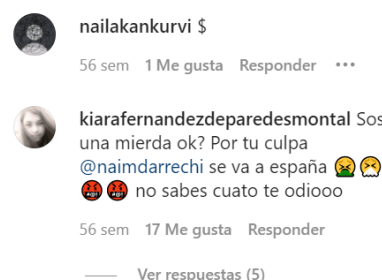 nailakankurvi $
56 sem 1 Me gusta Responder •••
kiarafernandezdeparedesmontal Sos
una mierda ok? Por tu culpa
@naimdarrechi se va a españa 🤮🤧
🤬🤬 no sabes cuato te odiooo
56 sem 17 Me gusta Responder
Ver respuestas (5)